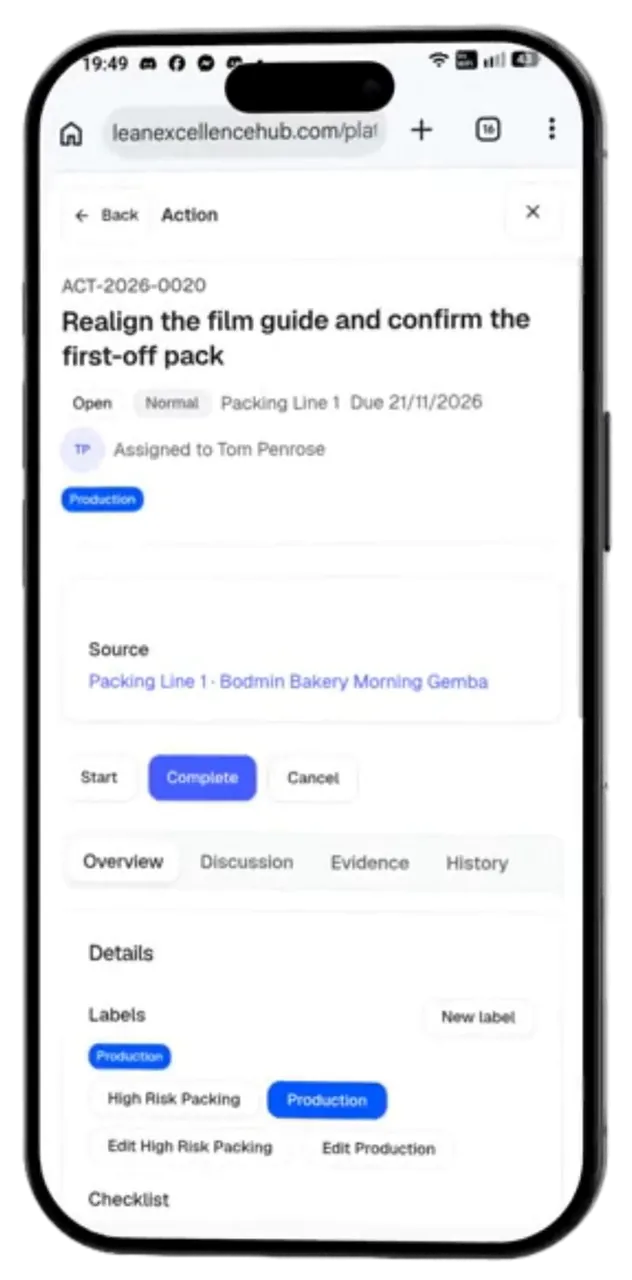 19:49
43
leanexcellencehub.com/plat
16
← Back Action
ACT-2026-0020
Realign the film guide and confirm the
first-off pack
Open Normal Packing Line 1 Due 21/11/2026
TP Assigned to Tom Penrose
Production
Source
Packing Line 1 · Bodmin Bakery Morning Gemba
Start Complete Cancel
Overview Discussion Evidence History
Details
Labels New label
Production
High Risk Packing Production
Edit High Risk Packing Edit Production
Checklist